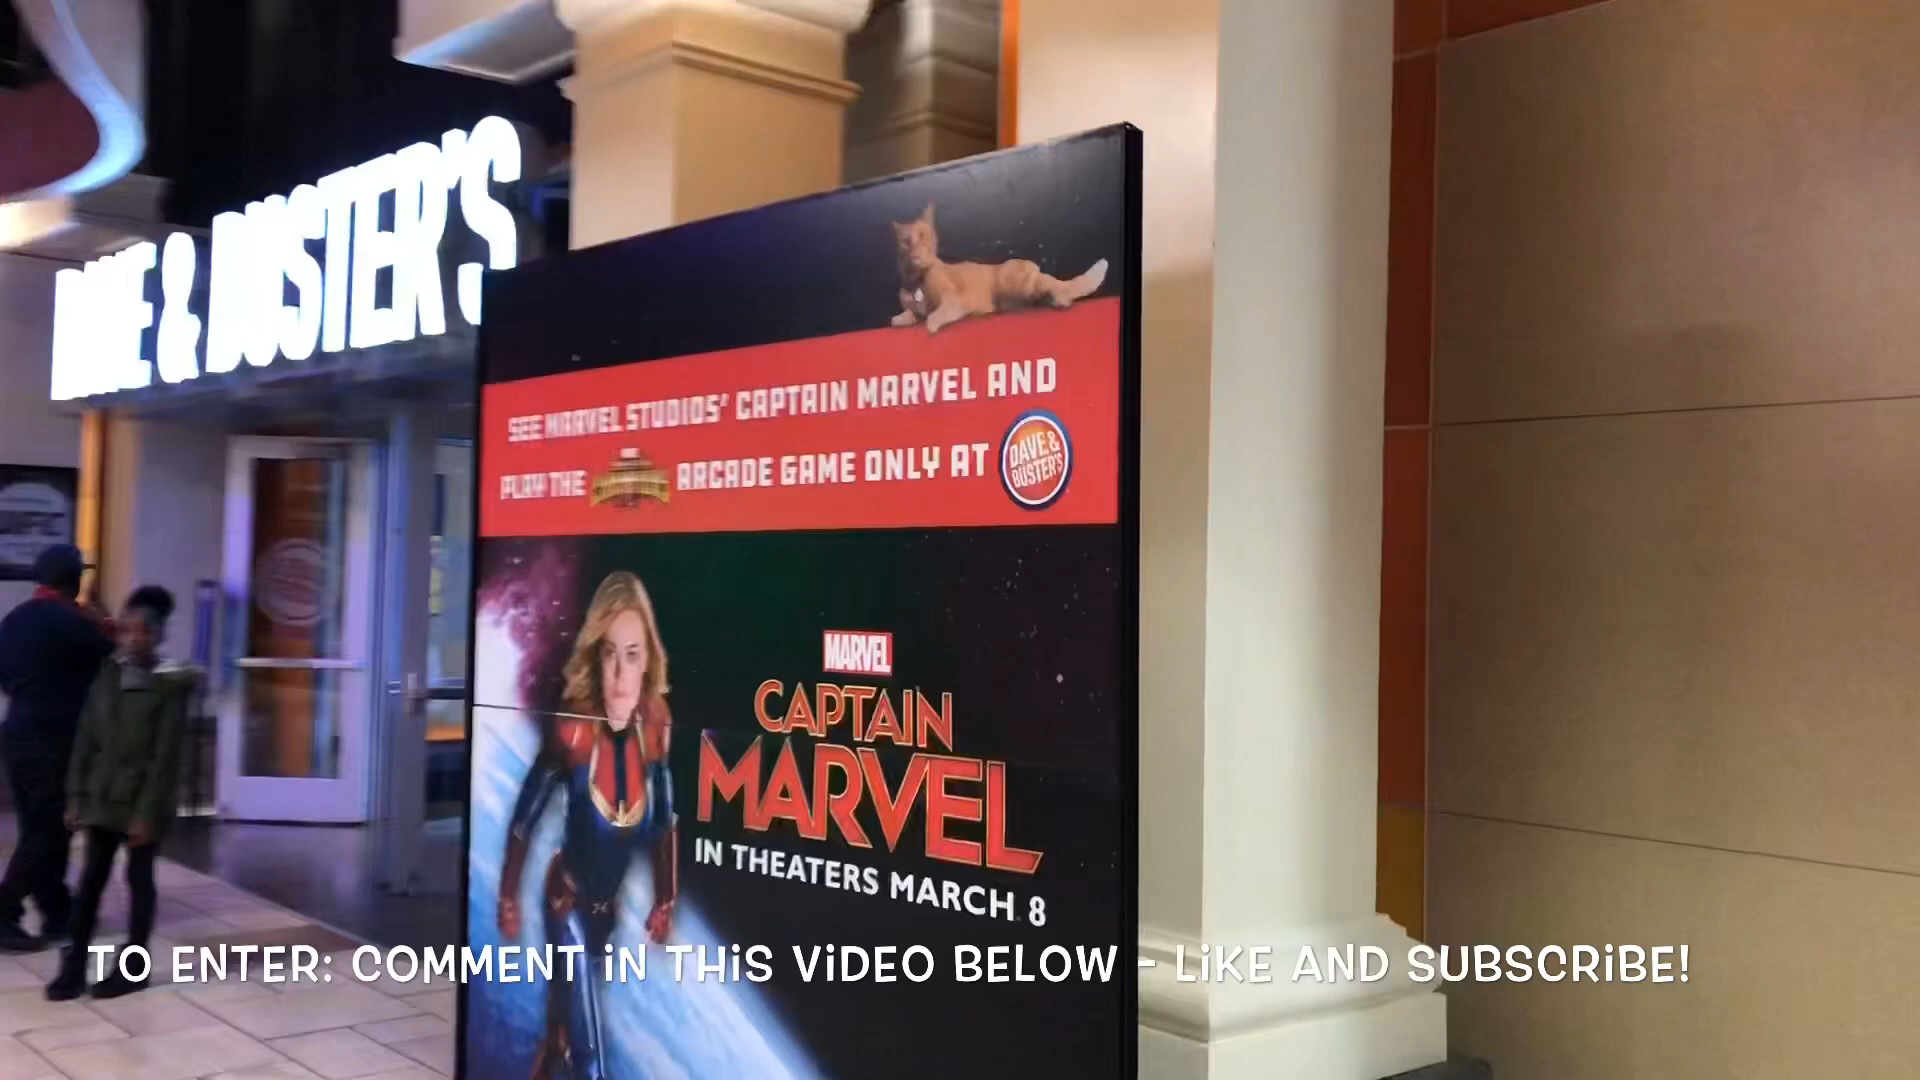 DAVE & BUSTER'S
SEE MARVEL STUDIOS' CAPTAIN MARVEL AND
PLAY THE ARCADE GAME ONLY AT DAVE & BUSTER'S
MARVEL
CAPTAIN
MARVEL
IN THEATERS MARCH 8
TO ENTER: COMMENT IN THIS VIDEO BELOW - LIKE AND SUBSCRIBE!